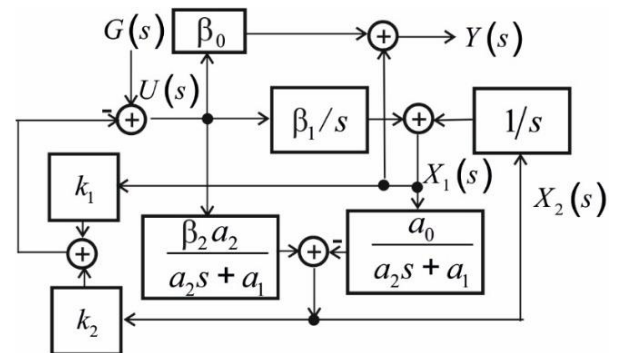 G(s)
β₀
Y(s)
U(s)
-
+
+
β₁/s
+
1/s
k₁
X₁(s)
X₂(s)
+
β₂a₂
a₂s + a₁
+
-
a₀
a₂s + a₁
k₂